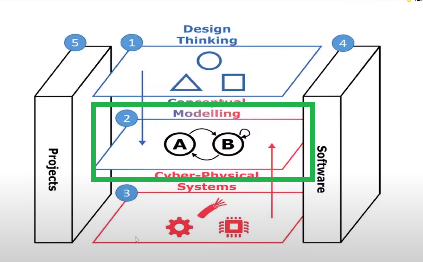 5
1
Design
Thinking
4
Conceptual
2
Modelling
A
B
Projects
Software
Cyber-Physical
Systems
3